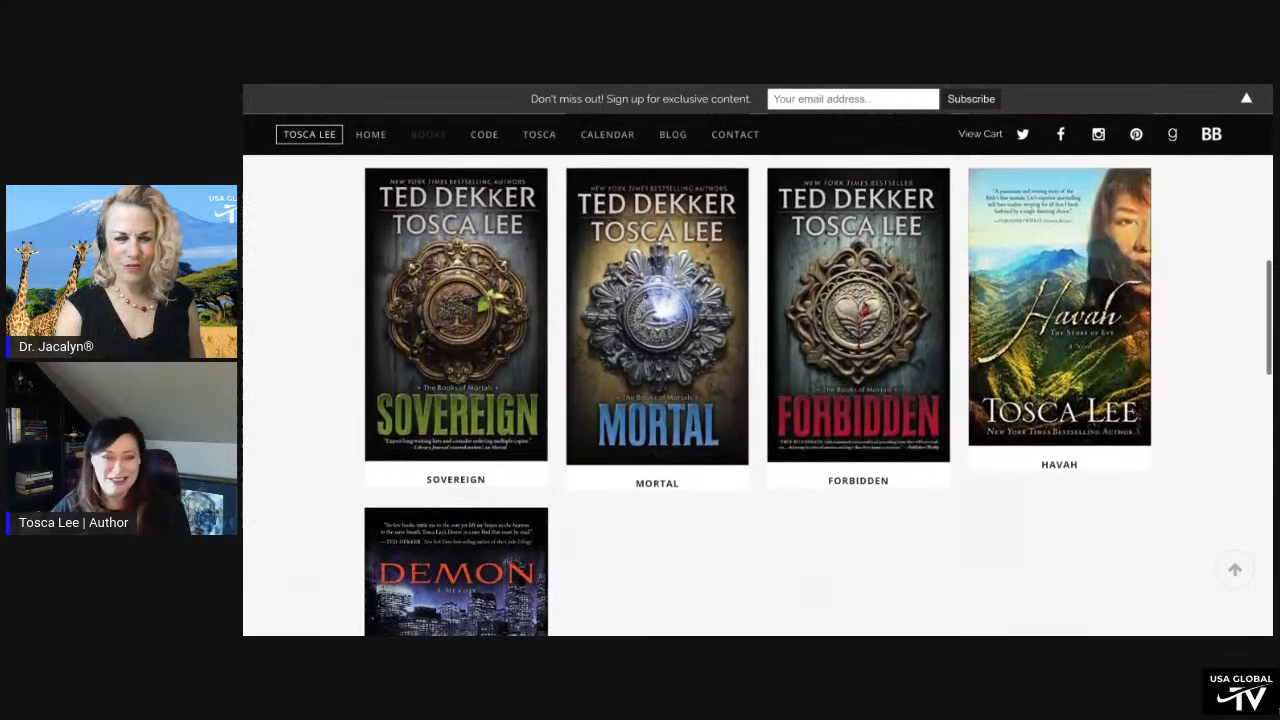 Don't miss out! Sign up for exclusive content.
Your email address..
Subscribe
TOSCA LEE
HOME
BOOKS
CODE
TOSCA
CALENDAR
BLOG
CONTACT
View Cart
g
BB
USA GLOBAL
TV
Dr. Jacalyn®
Tosca Lee | Author
NEW YORK TIMES BESTSELLING AUTHORS
TED DEKKER
TOSCA LEE
The Books of Mortals
SOVEREIGN
SOVEREIGN
NEW YORK TIMES BESTSELLING AUTHORS
TED DEKKER
TOSCA LEE
The Books of Mortals
MORTAL
MORTAL
NEW YORK TIMES BESTSELLER
TED DEKKER
TOSCA LEE
The Books of Mortals
FORBIDDEN
FORBIDDEN
Havah
THE STORY OF EVE
A Novel
TOSCA LEE
NEW YORK TIMES BESTSELLING AUTHOR
HAVAH
DEMON
A MEMOIR
USA GLOBAL
TV